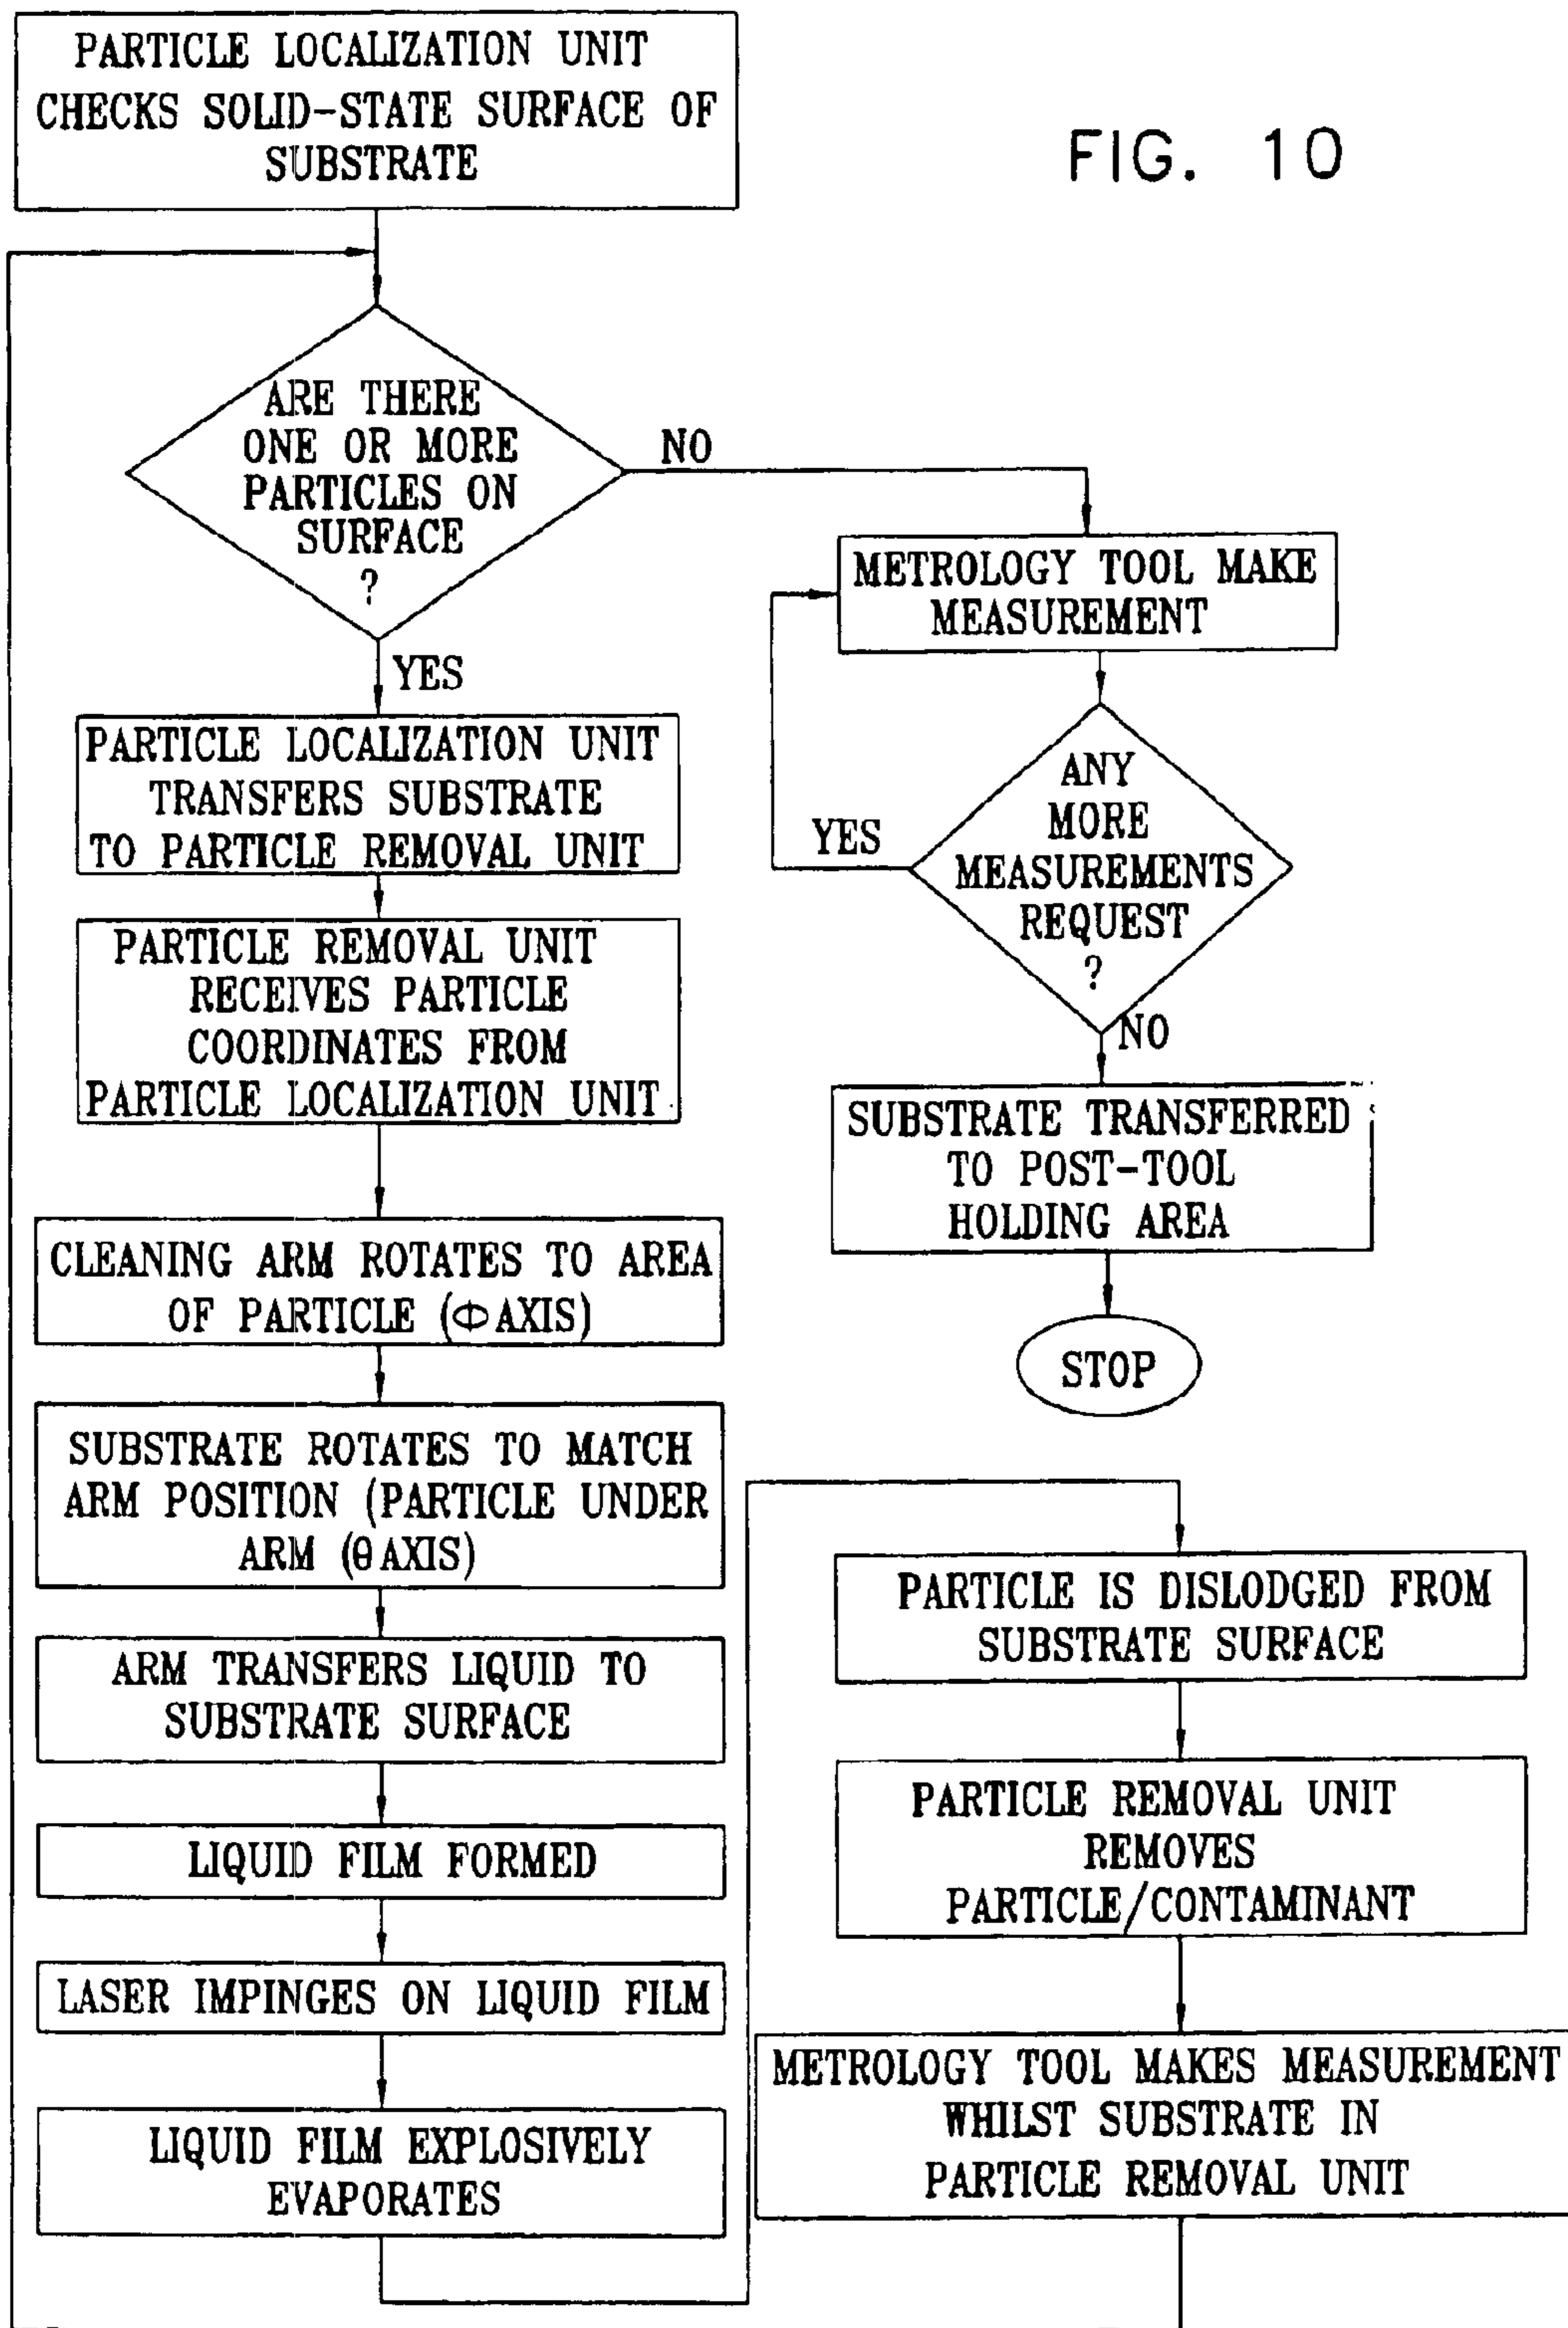 PARTICLE LOCALIZATION UNIT
CHECKS SOLID-STATE SURFACE OF
SUBSTRATE
FIG. 10
ARE THERE
ONE OR MORE
PARTICLES ON
SURFACE
?
NO
YES
PARTICLE LOCALIZATION UNIT
TRANSFERS SUBSTRATE
TO PARTICLE REMOVAL UNIT
PARTICLE REMOVAL UNIT
RECEIVES PARTICLE
COORDINATES FROM
PARTICLE LOCALIZATION UNIT
CLEANING ARM ROTATES TO AREA
OF PARTICLE (Φ AXIS)
SUBSTRATE ROTATES TO MATCH
ARM POSITION (PARTICLE UNDER
ARM (θ AXIS)
ARM TRANSFERS LIQUID TO
SUBSTRATE SURFACE
LIQUID FILM FORMED
LASER IMPINGES ON LIQUID FILM
LIQUID FILM EXPLOSIVELY
EVAPORATES
METROLOGY TOOL MAKE
MEASUREMENT
ANY
MORE
MEASUREMENTS
REQUEST
?
YES
NO
SUBSTRATE TRANSFERRED
TO POST-TOOL
HOLDING AREA
STOP
PARTICLE IS DISLODGED FROM
SUBSTRATE SURFACE
PARTICLE REMOVAL UNIT
REMOVES
PARTICLE/CONTAMINANT
METROLOGY TOOL MAKES MEASUREMENT
WHILST SUBSTRATE IN
PARTICLE REMOVAL UNIT